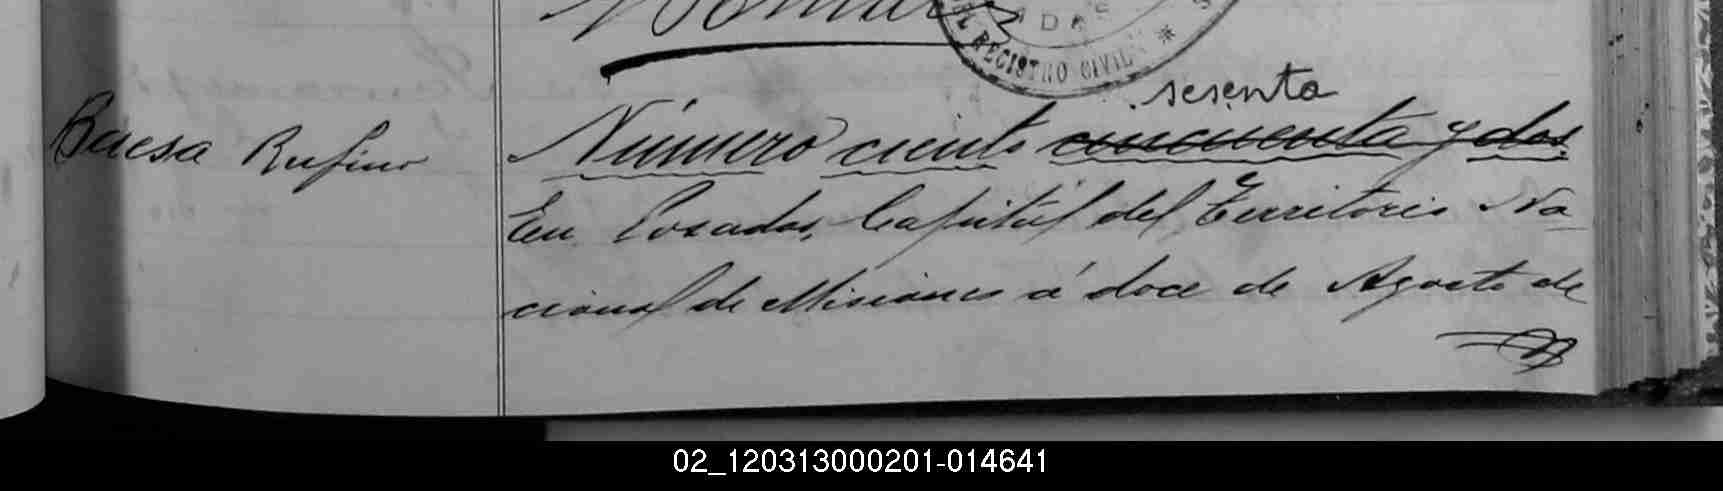 REGISTRO CIVIL
sesenta
Baesa Rufino
Número ciento cincuenta y dos
En Posadas, Capital del Territorio Na-
cional de Misiones á doce de Agosto de
02_120313000201-014641